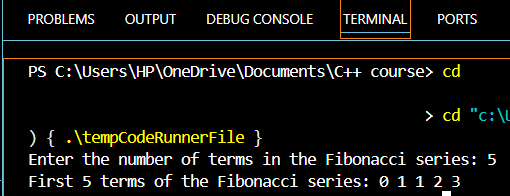 PROBLEMS OUTPUT DEBUG CONSOLE TERMINAL PORTS
PS C:\Users\HP\OneDrive\Documents\C++ course> cd
> cd "c:\
) { .\tempCodeRunnerFile }
Enter the number of terms in the Fibonacci series: 5
First 5 terms of the Fibonacci series: 0 1 1 2 3